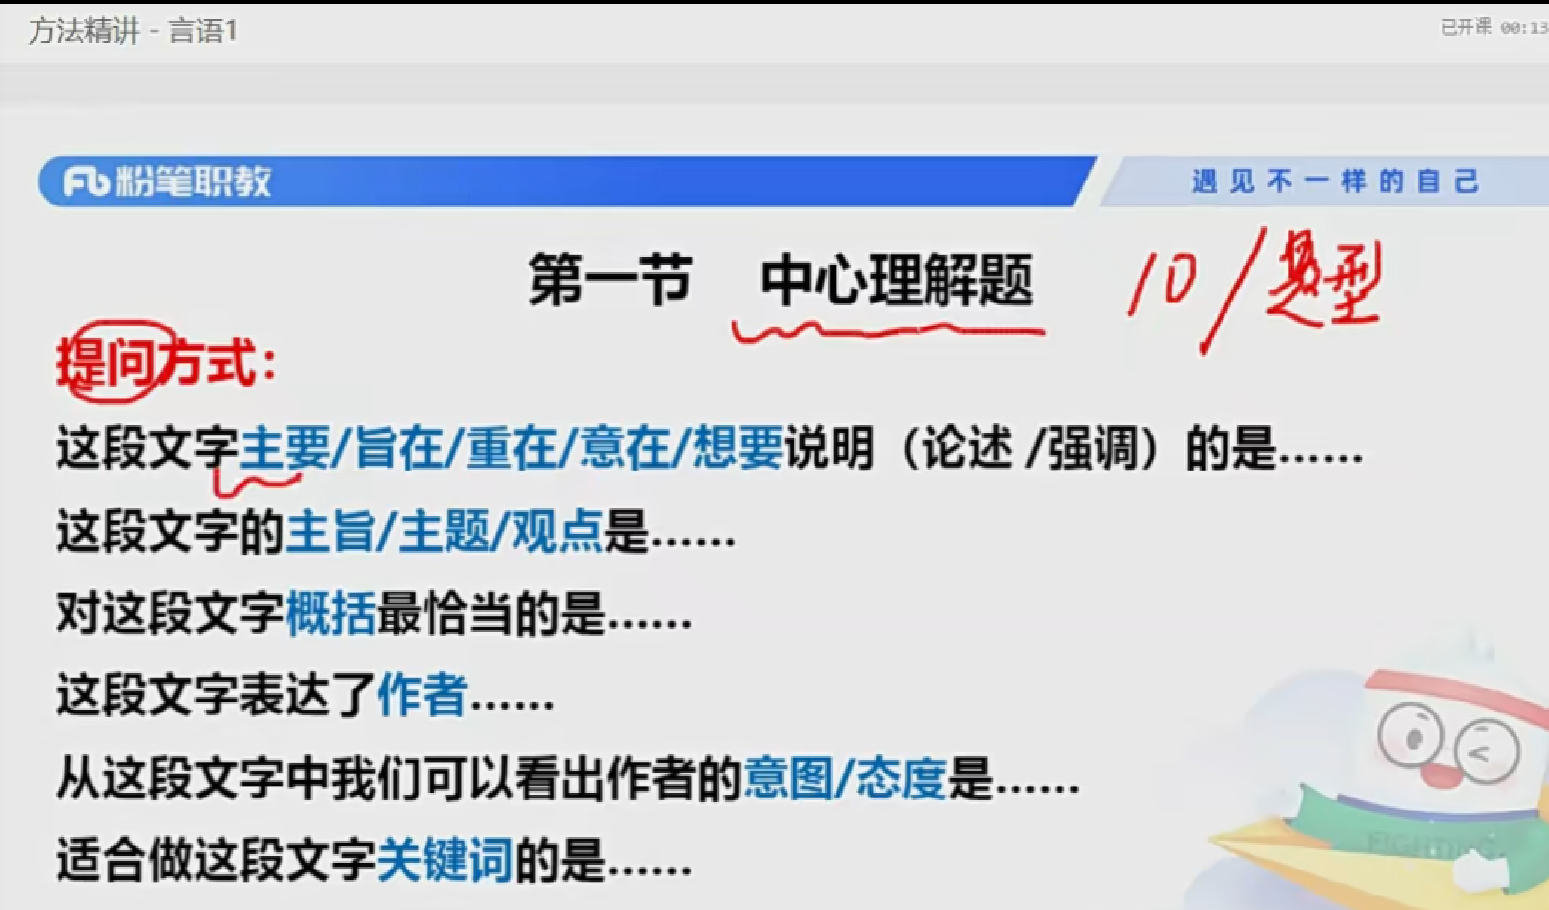 方法精讲 - 言语1
已开课 00:13
粉笔职教
遇见不一样的自己
第一节 中心理解题 10/题型
提问方式：
这段文字主要/旨在/重在/意在/想要说明（论述 /强调）的是……
这段文字的主旨/主题/观点是……
对这段文字概括最恰当的是……
这段文字表达了作者……
从这段文字中我们可以看出作者的意图/态度是……
适合做这段文字关键词的是……
FIGHTING